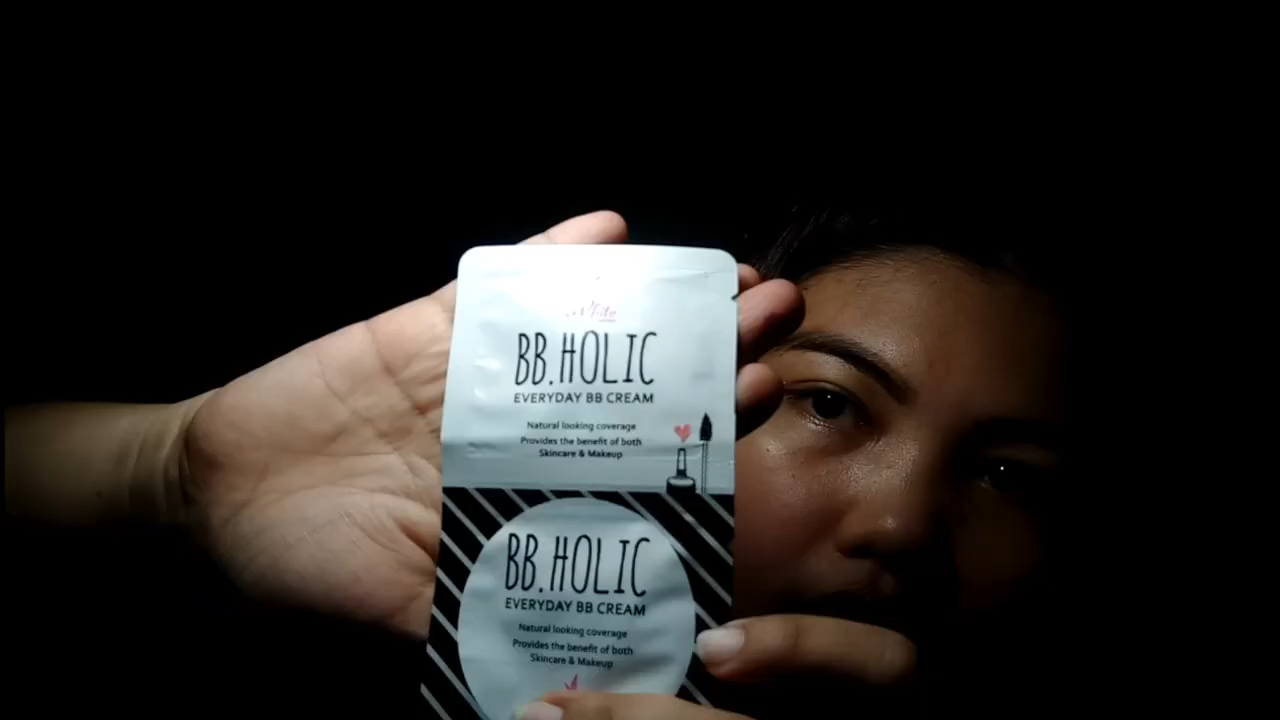 White
BB.HOLIC
EVERYDAY BB CREAM
Natural looking coverage
Provides the benefit of both
Skincare & Makeup
BB.HOLIC
EVERYDAY BB CREAM
Natural looking coverage
Provides the benefit of both
Skincare & Makeup